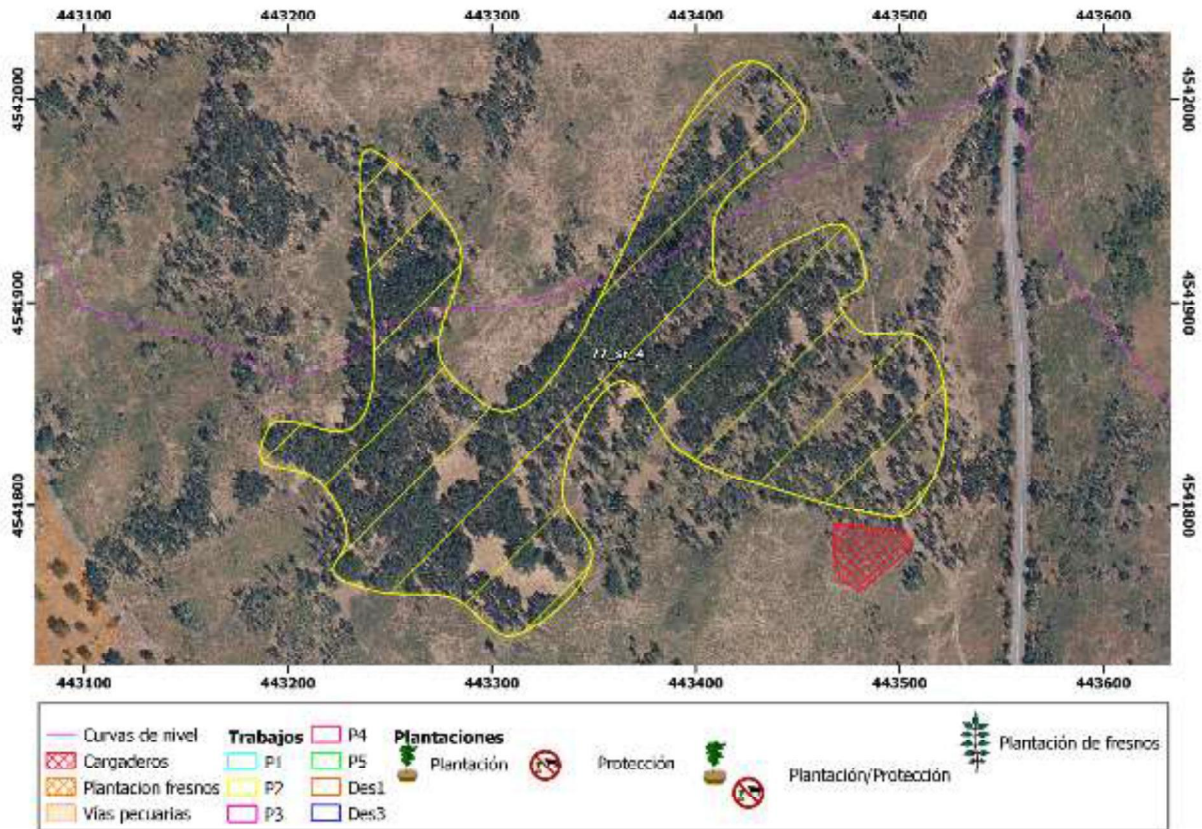 443100 443200 443300 443400 443500 443600
4542000 4542000
4541900 4541900
77_sr_4
4541800 4541800
443100 443200 443300 443400 443500 443600
Curvas de nivel
Cargaderos
Plantacion fresnos
Vías pecuarias
Trabajos
P1
P2
P3
P4
P5
Des1
Des3
Plantaciones
Plantación
Protección
Plantación/Protección
Plantación de fresnos